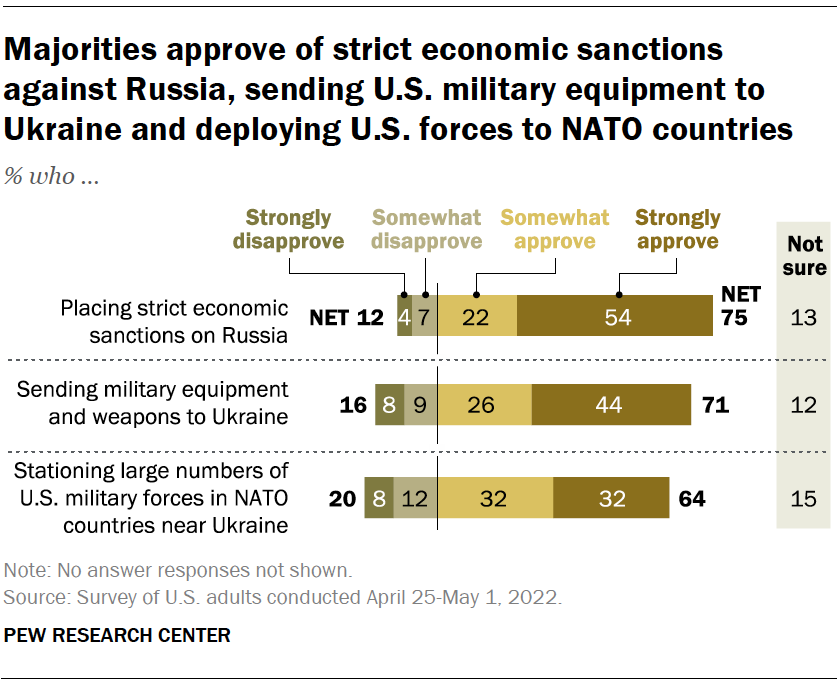 Majorities approve of strict economic sanctions
against Russia, sending U.S. military equipment to
Ukraine and deploying U.S. forces to NATO countries
% who ...
Strongly disapprove
Somewhat disapprove
Somewhat approve
Strongly approve
Not sure
Placing strict economic
sanctions on Russia
NET 12 4 7 22 54 NET 75 13
Sending military equipment
and weapons to Ukraine
16 8 9 26 44 71 12
Stationing large numbers of
U.S. military forces in NATO
countries near Ukraine
20 8 12 32 32 64 15
Note: No answer responses not shown.
Source: Survey of U.S. adults conducted April 25-May 1, 2022.
PEW RESEARCH CENTER